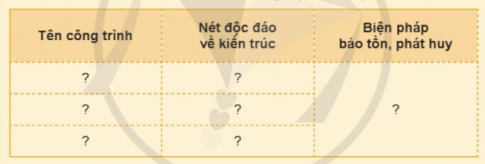 Tên công trình
Nét độc đáo
về kiến trúc
Biện pháp
bảo tồn, phát huy
? ?
? ? ?
? ?